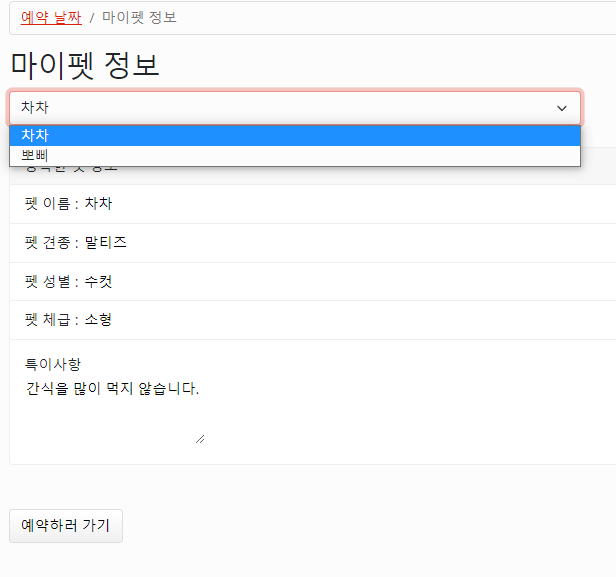 예약 날짜 / 마이펫 정보
마이펫 정보
차차
차차
뽀삐
펫 이름 : 차차
펫 견종 : 말티즈
펫 성별 : 수컷
펫 체급 : 소형
특이사항
간식을 많이 먹지 않습니다.
예약하러 가기